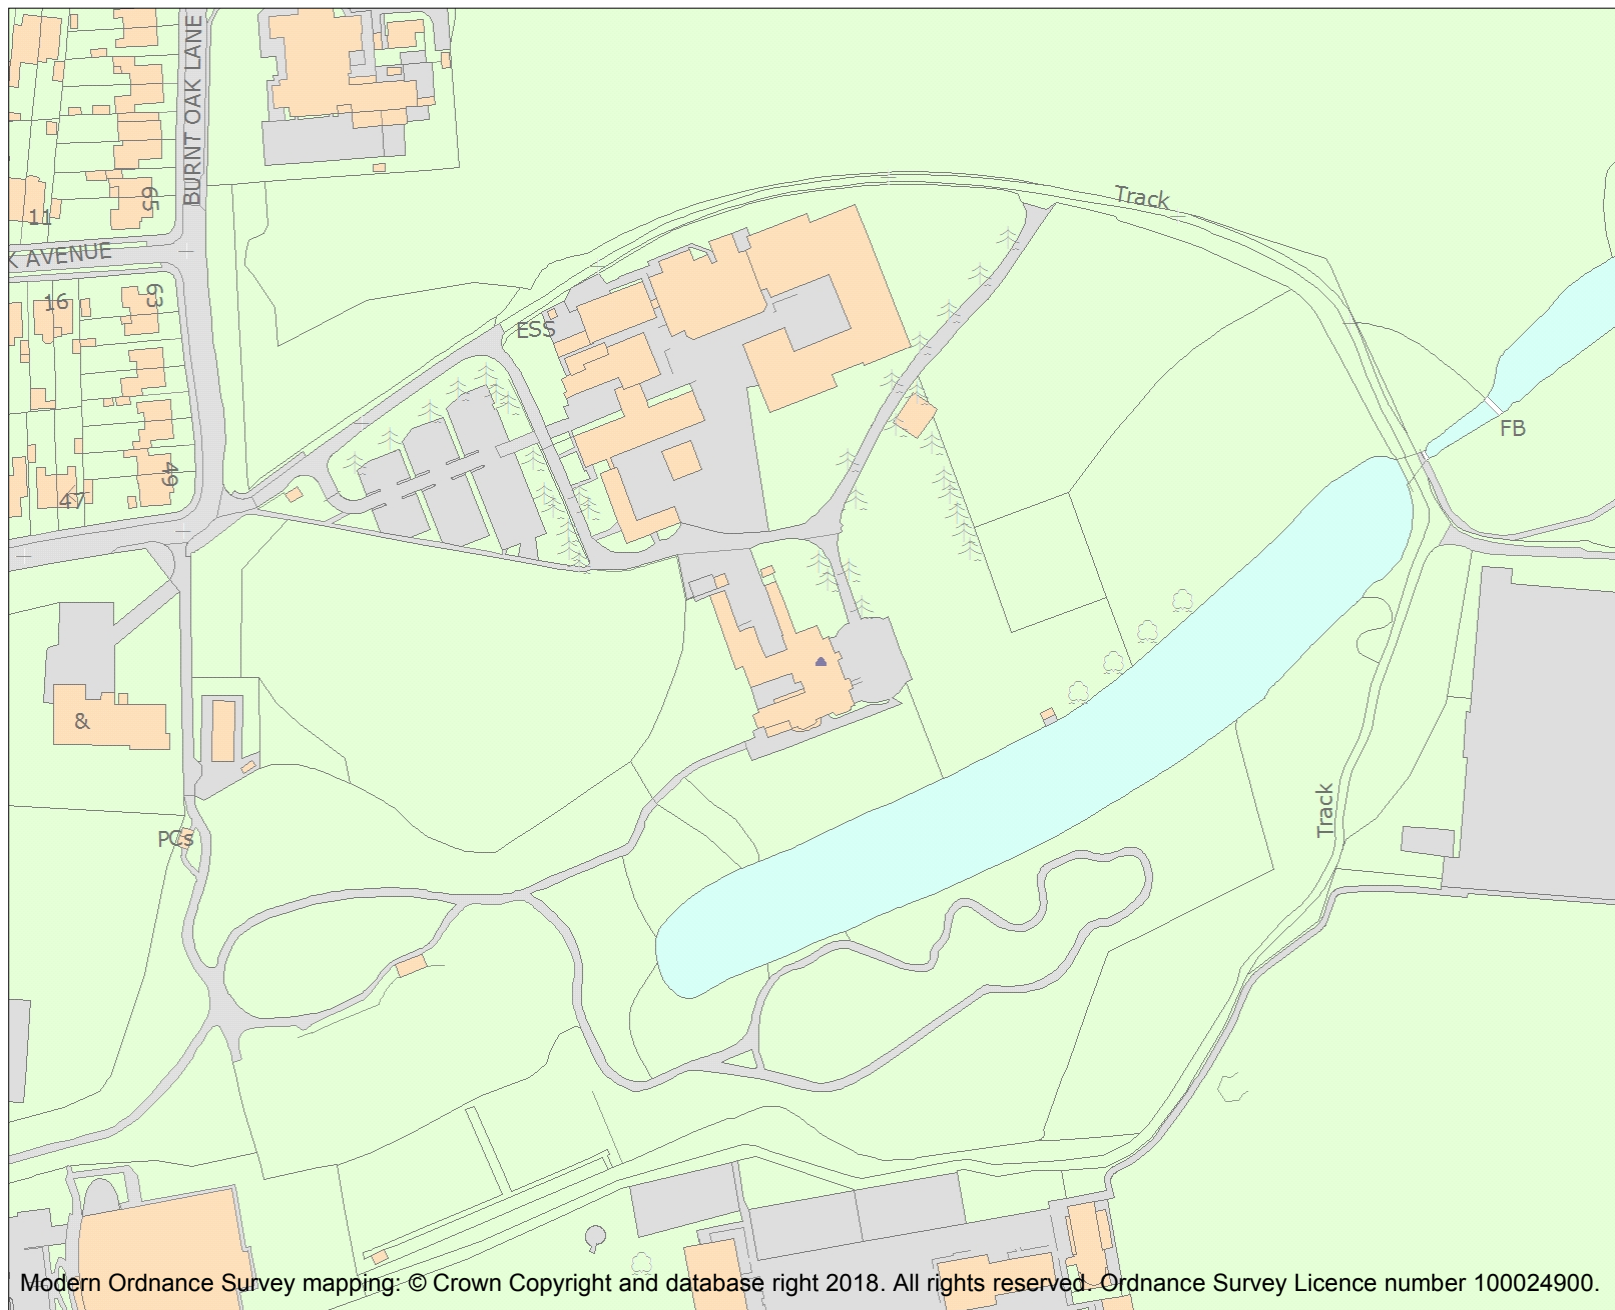 BURNT OAK LANE
65
11
K AVENUE
Track
63
16
ESS
FB
49
47
&
Track
PCs
Modern Ordnance Survey mapping: © Crown Copyright and database right 2018. All rights reserved. Ordnance Survey Licence number 100024900.